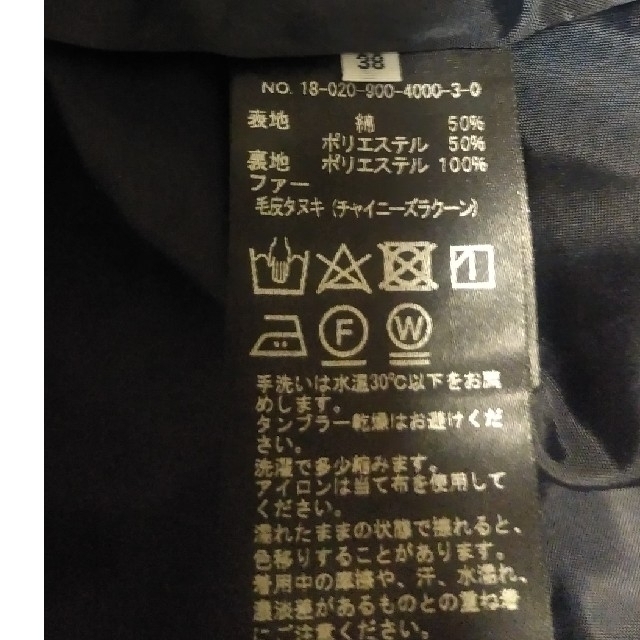 38
NO. 18-020-900-4000-3-0
表地 綿 50%
ポリエステル 50%
裏地 ポリエステル 100%
ファー
毛皮タヌキ (チャイニーズラクーン)
F W
手洗いは水温30℃以下をお薦
めします。
タンブラー乾燥はお避けくだ
さい。
洗濯で多少縮みます。
アイロンは当て布を使用して
ください。
濡れたままの状態で擦れると、
色移りすることがあります。
着用中の摩擦や、汗、水濡れ、
濃淡差があるものとの重ね着
にご注意ください。